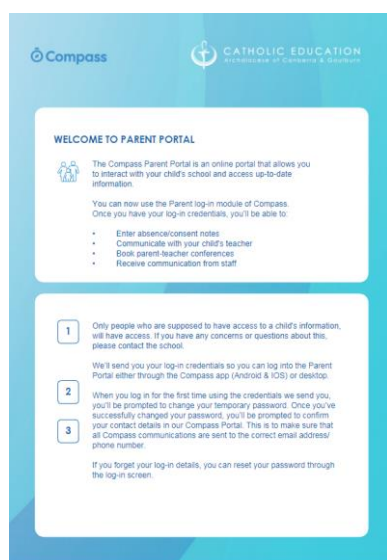 Compass
CATHOLIC EDUCATION
Archdiocese of Canberra & Goulburn
WELCOME TO PARENT PORTAL
The Compass Parent Portal is an online portal that allows you
to interact with your child's school and access up-to-date
information.
You can now use the Parent log-in module of Compass.
Once you have your log-in credentials, you'll be able to:
• Enter absence/consent notes
• Communicate with your child's teacher
• Book parent-teacher conferences
• Receive communication from staff
1
Only people who are supposed to have access to a child's information,
will have access. If you have any concerns or questions about this,
please contact the school.
We'll send you your log-in credentials so you can log into the Parent
Portal either through the Compass app (Android & IOS) or desktop.
2
When you log in for the first time using the credentials we send you,
you'll be prompted to change your temporary password. Once you've
successfully changed your password, you'll be prompted to confirm
3
your contact details in our Compass Portal. This is to make sure that
all Compass communications are sent to the correct email address/
phone number.
If you forget your log-in details, you can reset your password through
the log-in screen.